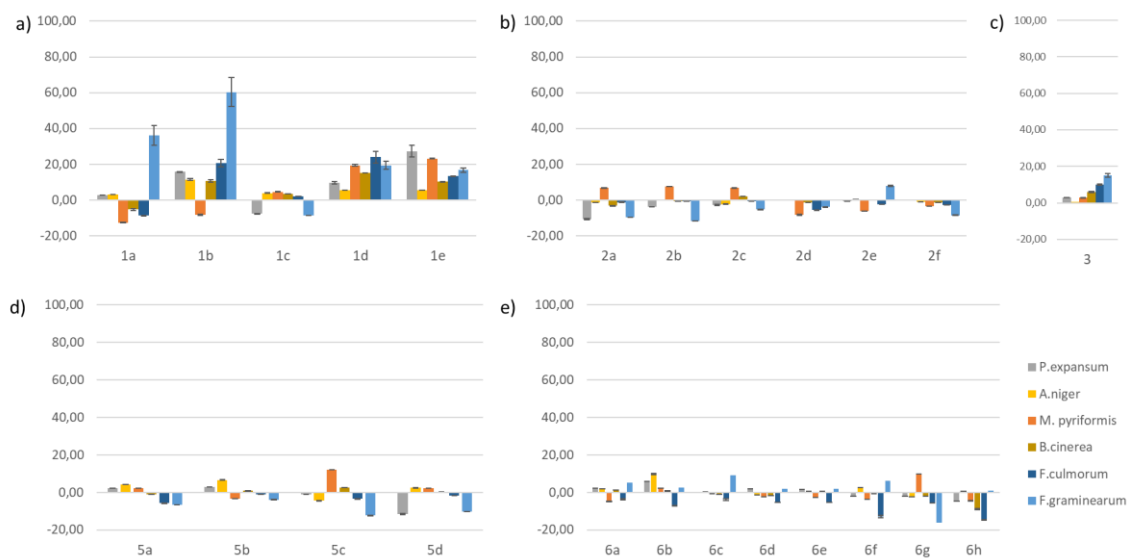 a)
100,00
80,00
60,00
40,00
20,00
0,00
-20,00
1a 1b 1c 1d 1e
b)
100,00
80,00
60,00
40,00
20,00
0,00
-20,00
2a 2b 2c 2d 2e 2f
c)
100,00
80,00
60,00
40,00
20,00
0,00
-20,00
3
d)
100,00
80,00
60,00
40,00
20,00
0,00
-20,00
5a 5b 5c 5d
e)
100,00
80,00
60,00
40,00
20,00
0,00
-20,00
6a 6b 6c 6d 6e 6f 6g 6h
P.expansum
A.niger
M. pyriformis
B.cinerea
F.culmorum
F.graminearum